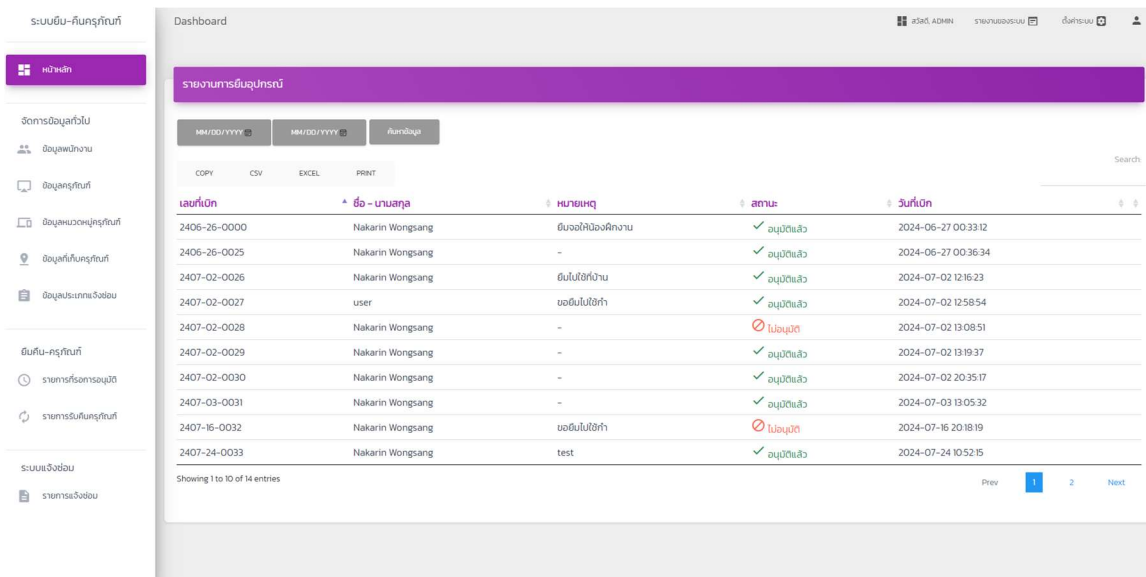 ระบบยืม-คืนครุภัณฑ์
หน้าหลัก
จัดการข้อมูลทั่วไป
ข้อมูลพนักงาน
ข้อมูลครุภัณฑ์
ข้อมูลหมวดหมู่ครุภัณฑ์
ข้อมูลที่เก็บครุภัณฑ์
ข้อมูลประเภทแจ้งซ่อม
ยืมคืน-ครุภัณฑ์
รายการที่รอการอนุมัติ
รายการรับคืนครุภัณฑ์
ระบบแจ้งซ่อม
รายการแจ้งซ่อม
Dashboard
สวัสดี, ADMIN รายงานของระบบ ตั้งค่าระบบ
รายงานการยืมอุปกรณ์
MM/DD/YYYY MM/DD/YYYY ค้นหาข้อมูล
COPY CSV EXCEL PRINT
Search:
เลขที่เบิก ชื่อ - นามสกุล หมายเหตุ สถานะ วันที่เบิก
2406-26-0000 Nakarin Wongsang ยืมจอให้น้องฝึกงาน อนุมัติแล้ว 2024-06-27 00:33:12
2406-26-0025 Nakarin Wongsang - อนุมัติแล้ว 2024-06-27 00:36:34
2407-02-0026 Nakarin Wongsang ยืมไปใช้ที่บ้าน อนุมัติแล้ว 2024-07-02 12:16:23
2407-02-0027 user ขอยืมไปใช้ทำ อนุมัติแล้ว 2024-07-02 12:58:54
2407-02-0028 Nakarin Wongsang - ไม่อนุมัติ 2024-07-02 13:08:51
2407-02-0029 Nakarin Wongsang - อนุมัติแล้ว 2024-07-02 13:19:37
2407-02-0030 Nakarin Wongsang - อนุมัติแล้ว 2024-07-02 20:35:17
2407-03-0031 Nakarin Wongsang - อนุมัติแล้ว 2024-07-03 13:05:32
2407-16-0032 Nakarin Wongsang ขอยืมไปใช้ทำ ไม่อนุมัติ 2024-07-16 20:18:19
2407-24-0033 Nakarin Wongsang test อนุมัติแล้ว 2024-07-24 10:52:15
Showing 1 to 10 of 14 entries
Prev 1 2 Next